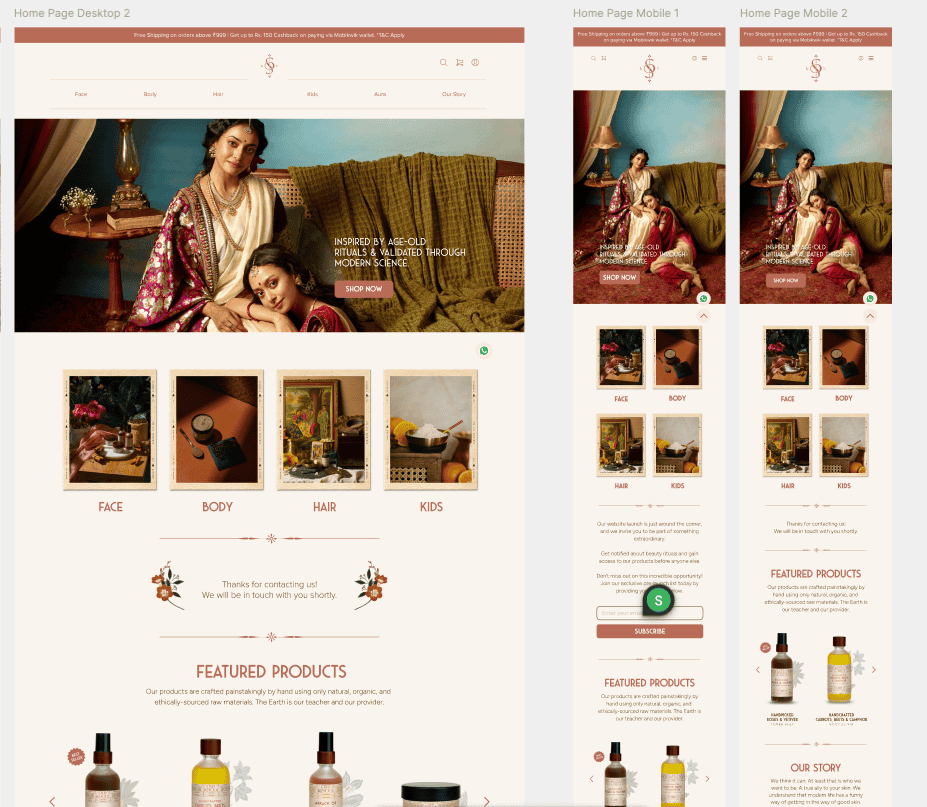 Home Page Desktop 2
Free Shipping on orders above ₹999 | Get up to Rs. 150 Cashback on paying via Mobikwik wallet. *T&C Apply
Face
Body
Hair
Kids
Aura
Our Story
INSPIRED BY AGE-OLD
RITUALS & VALIDATED THROUGH
MODERN SCIENCE.
SHOP NOW
FACE
BODY
HAIR
KIDS
Thanks for contacting us!
We will be in touch with you shortly.
FEATURED PRODUCTS
Our products are crafted painstakingly by hand using only natural, organic, and
ethically-sourced raw materials. The Earth is our teacher and our provider.
Home Page Mobile 1
Free Shipping on orders above ₹999 | Get up to Rs. 150 Cashback
on paying via Mobikwik wallet. *T&C Apply
INSPIRED BY AGE-OLD
RITUALS & VALIDATED THROUGH
MODERN SCIENCE.
SHOP NOW
FACE
BODY
HAIR
KIDS
Our website launch is just around the corner,
and we invite you to be part of something
extraordinary.
Get notified about beauty rituals and gain
access to our products before anyone else.
Don't miss out on this incredible opportunity!
Join our exclusive list today by
providing
S
Enter your
SUBSCRIBE
FEATURED PRODUCTS
Our products are crafted painstakingly by
hand using only natural, organic, and
ethically-sourced raw materials. The Earth is
our teacher and our provider.
Home Page Mobile 2
Free Shipping on orders above ₹999 | Get up to Rs. 150 Cashback
on paying via Mobikwik wallet. *T&C Apply
INSPIRED BY AGE-OLD
RITUALS & VALIDATED THROUGH
MODERN SCIENCE.
SHOP NOW
FACE
BODY
HAIR
KIDS
Thanks for contacting us!
We will be in touch with you shortly.
FEATURED PRODUCTS
Our products are crafted painstakingly by
hand using only natural, organic, and
ethically-sourced raw materials. The Earth is
our teacher and our provider.
HANDPICKED
ROSES & VETIVER
HANDCRAFTED
CARROTS, BEETS & CAMPHOR
OUR STORY
We think it can. At least that is who we
want to be. A true ally to your skin. We
understand that modern life has a funny
way of getting in the way of good skin.